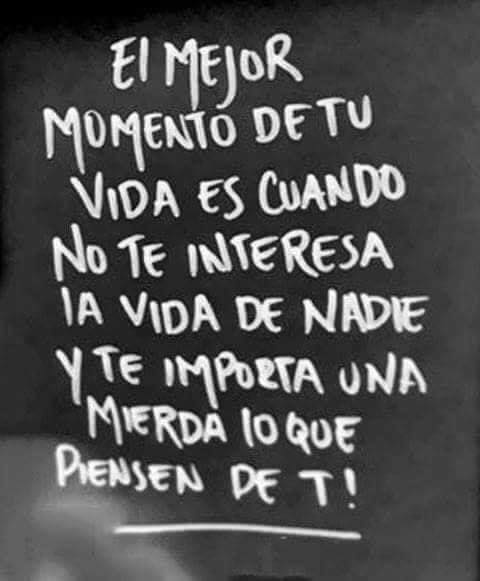 El MEJOR
MOMENTO DE TU
VIDA ES CUANDO
NO TE INTERESA
lA VIDA DE NADIE
Y TE IMPORTA UNA
MIERDA lO QUE
PIENSEN DE T!